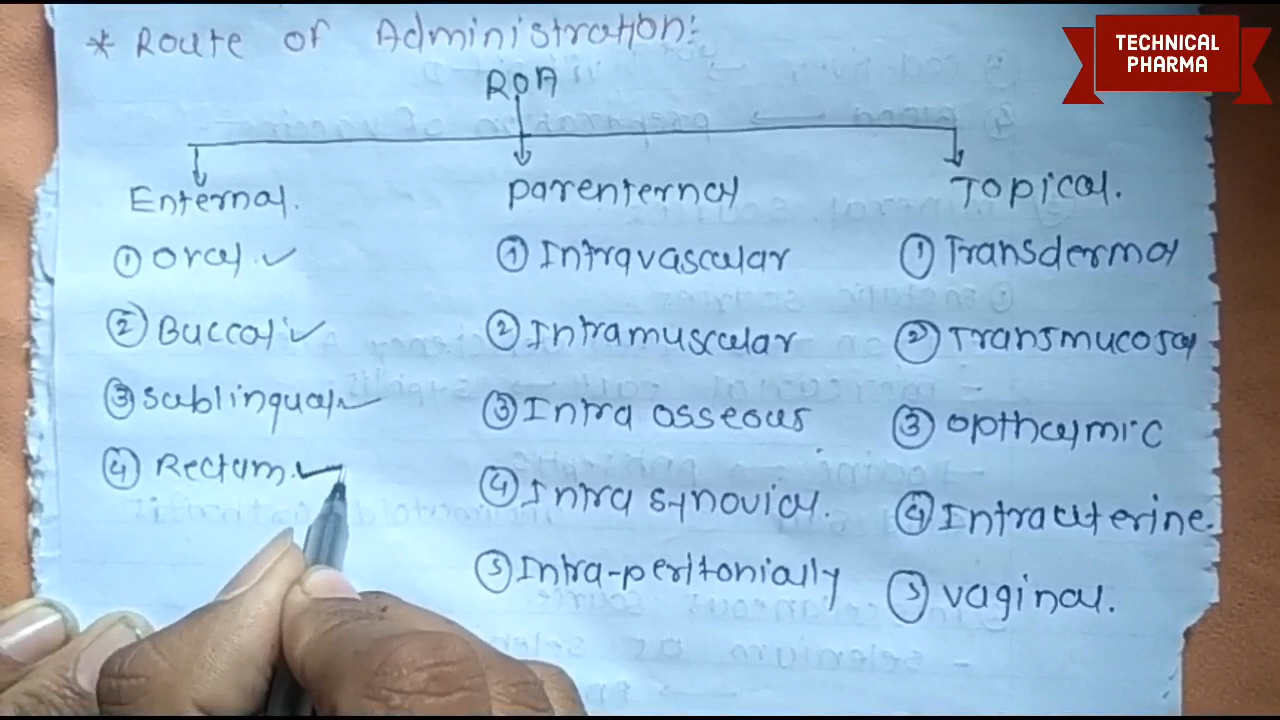 * Route of Administration:
TECHNICAL
PHARMA
ROA
Enternal.
① Oral ✓
② Buccal ✓
③ Sublingual ✓
④ Rectum. ✓
Parenternal
① Intravascular
② Intramuscular
③ Intra osseous
④ Intra synovial.
⑤ Intra-peritonially
Topical.
① Transdermal
② Transmucosal
③ opthalmic
④ Intrauterine.
⑤ vaginal.